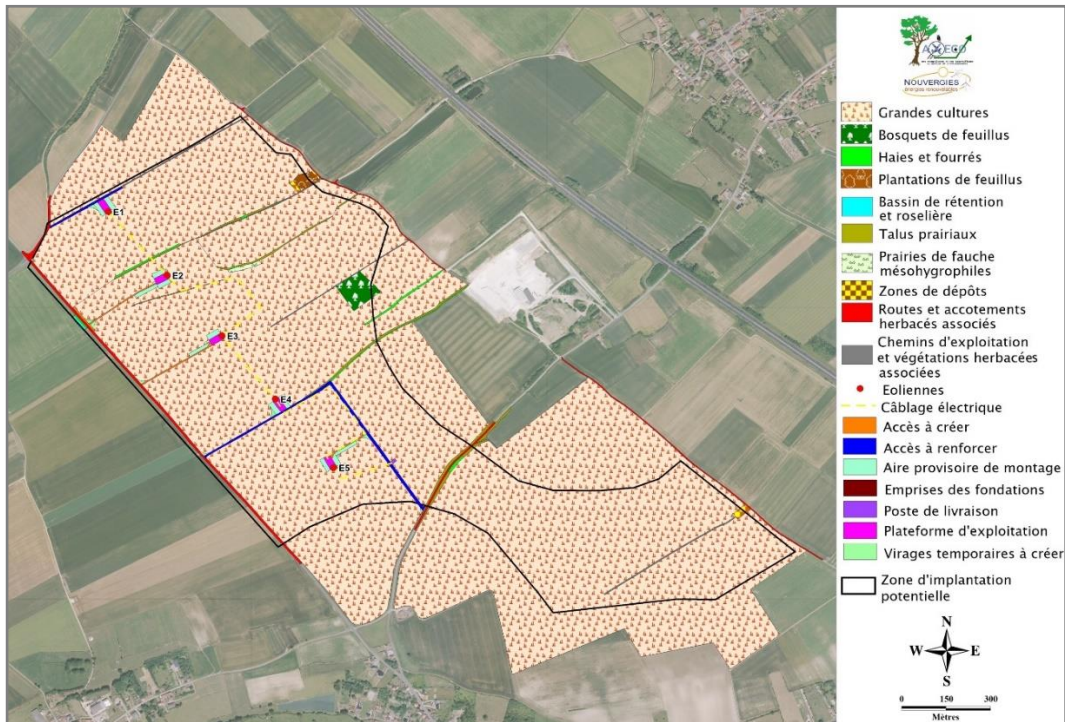 NOUVERGIES
énergies renouvelables
Grandes cultures
Bosquets de feuillus
Haies et fourrés
Plantations de feuillus
Bassin de rétention
et roselière
Talus prairiaux
Prairies de fauche
mésohygrophiles
Zones de dépôts
Routes et accotements
herbacés associés
Chemins d'exploitation
et végétations herbacées
associées
Eoliennes
Câblage électrique
Accès à créer
Accès à renforcer
Aire provisoire de montage
Emprises des fondations
Poste de livraison
Plateforme d'exploitation
Virages temporaires à créer
Zone d'implantation
potentielle
N
W E
S
0 150 300
Mètres
E1
E2
E3
E4
E5